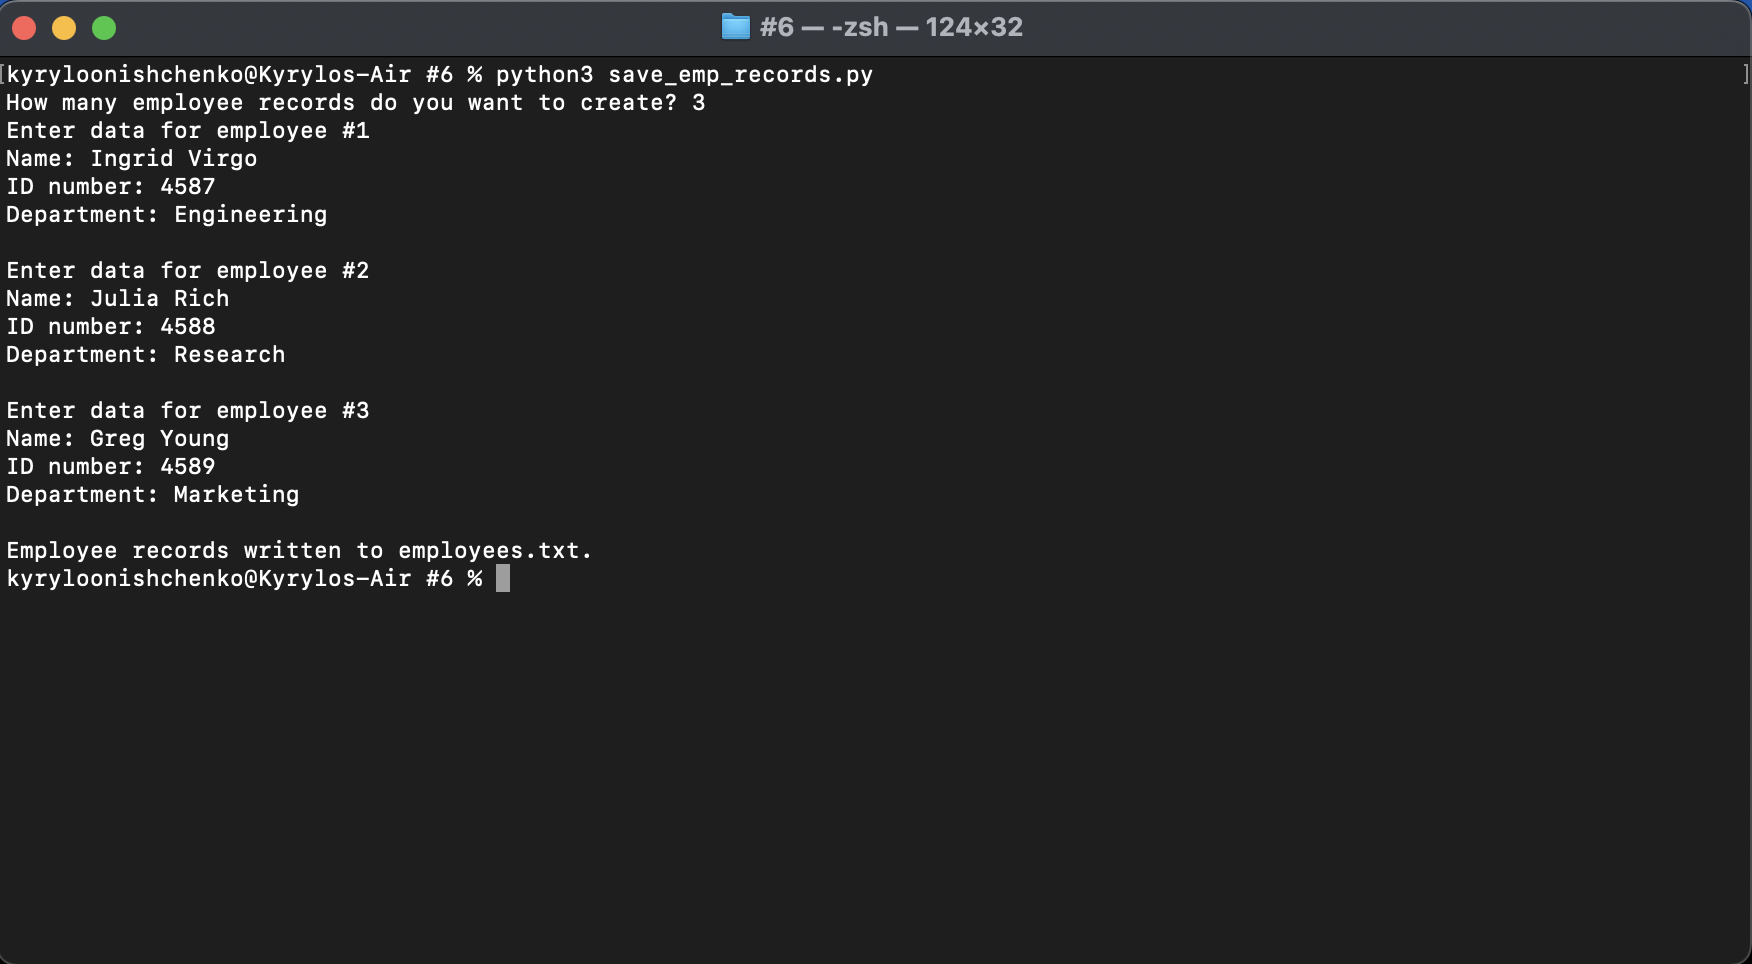 #6 — -zsh — 124×32
[kyryloonishchenko@Kyrylos-Air #6 % python3 save_emp_records.py ]
How many employee records do you want to create? 3
Enter data for employee #1
Name: Ingrid Virgo
ID number: 4587
Department: Engineering
Enter data for employee #2
Name: Julia Rich
ID number: 4588
Department: Research
Enter data for employee #3
Name: Greg Young
ID number: 4589
Department: Marketing
Employee records written to employees.txt.
kyryloonishchenko@Kyrylos-Air #6 %